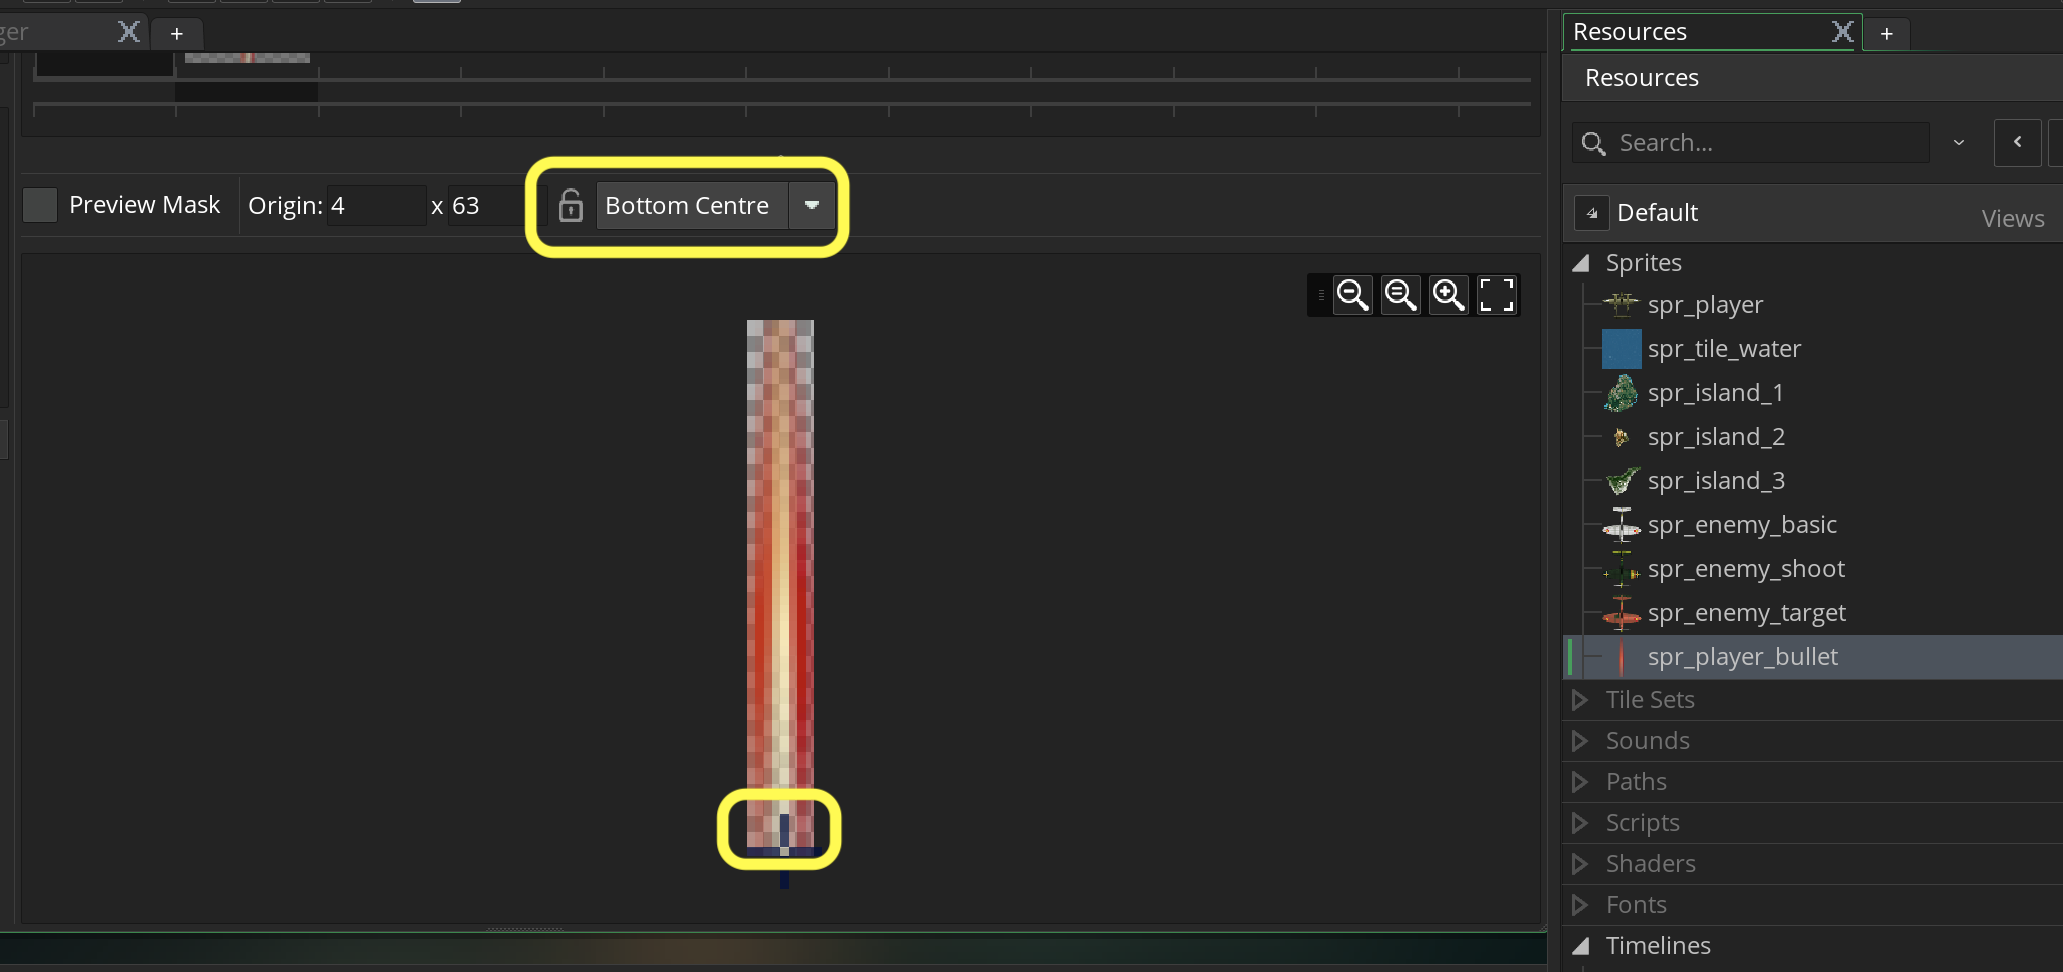 ger
+
Resources
+
Resources
Search...
Preview Mask
Origin: 4 x 63
Bottom Centre
Default
Views
Sprites
spr_player
spr_tile_water
spr_island_1
spr_island_2
spr_island_3
spr_enemy_basic
spr_enemy_shoot
spr_enemy_target
spr_player_bullet
Tile Sets
Sounds
Paths
Scripts
Shaders
Fonts
Timelines